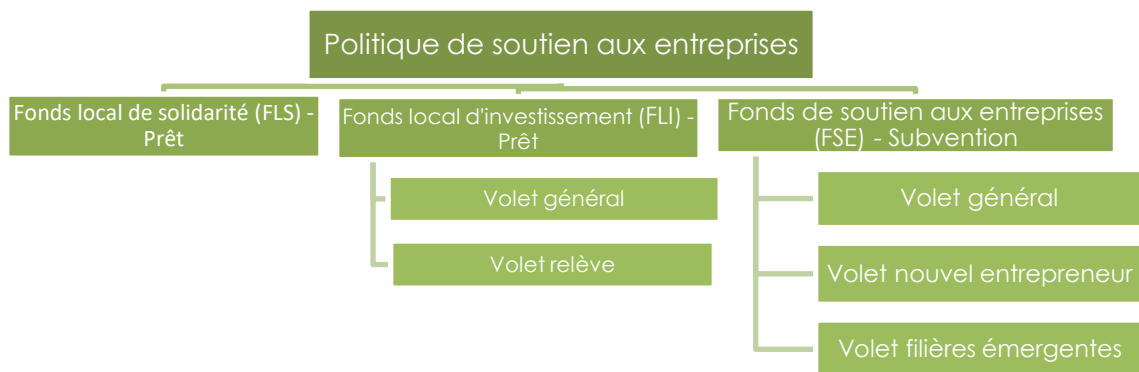 Politique de soutien aux entreprises
Fonds local de solidarité (FLS) -
Prêt
Fonds local d'investissement (FLI) -
Prêt
Volet général
Volet relève
Fonds de soutien aux entreprises
(FSE) - Subvention
Volet général
Volet nouvel entrepreneur
Volet filières émergentes